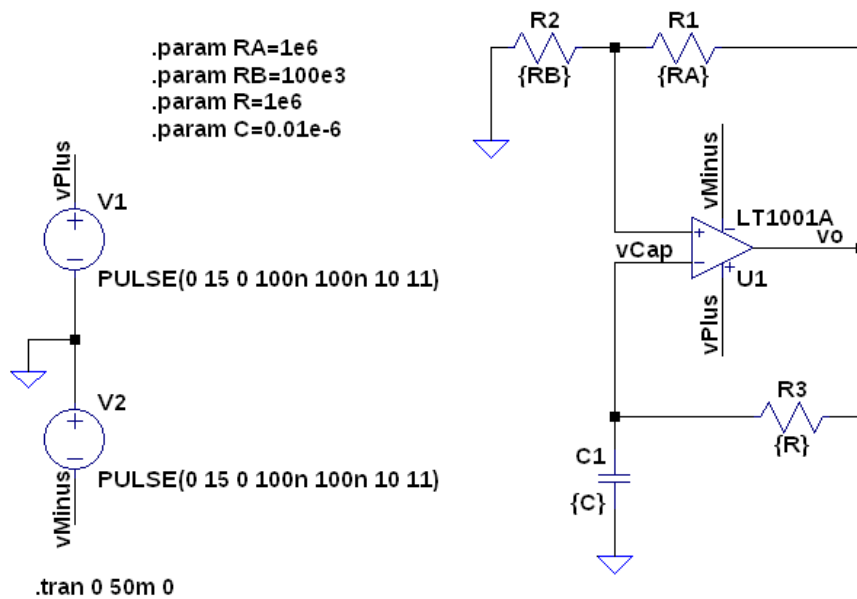 .param RA=1e6
.param RB=100e3
.param R=1e6
.param C=0.01e-6
vPlus
V1
+
−
PULSE(0 15 0 100n 100n 10 11)
V2
+
−
PULSE(0 15 0 100n 100n 10 11)
vMinus
.tran 0 50m 0
R2
{RB}
R1
{RA}
vMinus
LT1001A
+
−
−
+
vCap
vo
U1
vPlus
R3
{R}
C1
{C}